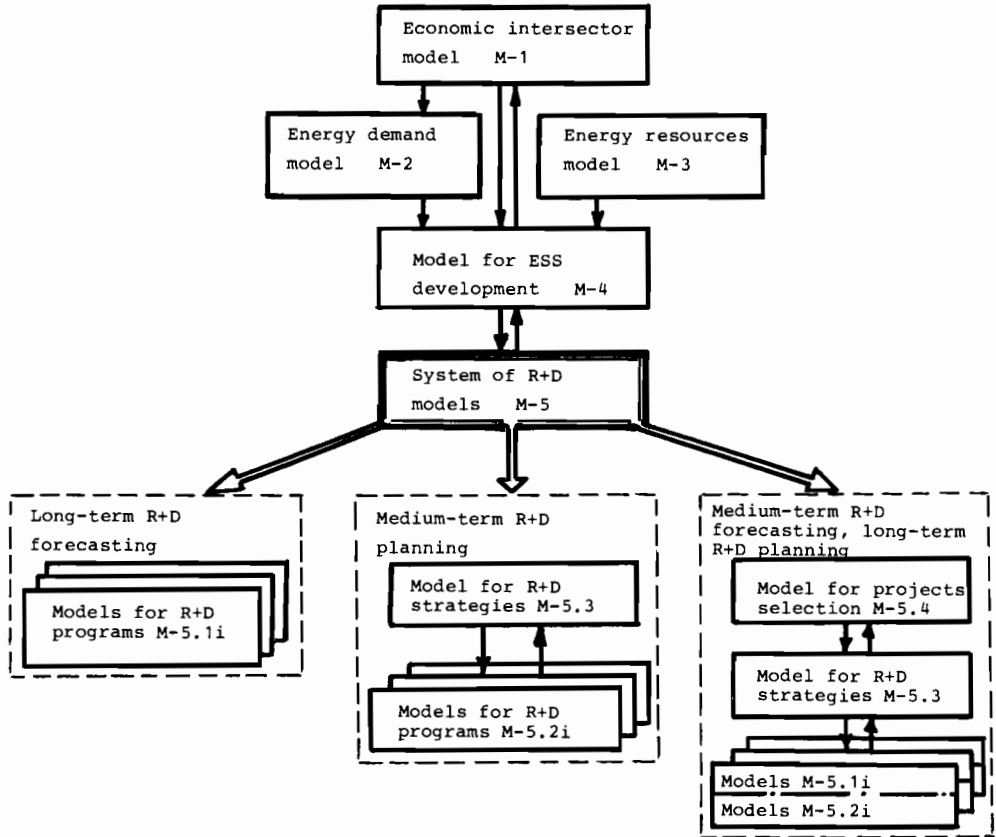 Economic intersector
model M-1
Energy demand
model M-2
Energy resources
model M-3
Model for ESS
development M-4
System of R+D
models M-5
Long-term R+D
forecasting
Models for R+D
programs M-5.1i
Medium-term R+D
planning
Model for R+D
strategies M-5.3
Models for R+D
programs M-5.2i
Medium-term R+D
forecasting, long-term
R+D planning
Model for projects
selection M-5.4
Model for R+D
strategies M-5.3
Models M-5.1i
Models M-5.2i